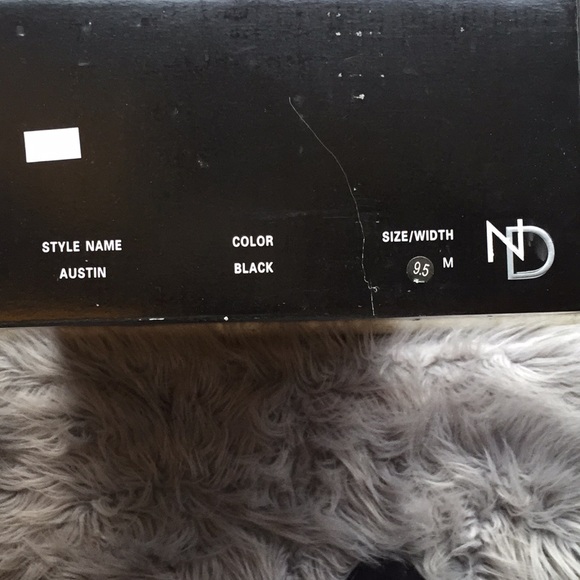 STYLE NAME
AUSTIN
COLOR
BLACK
SIZE/WIDTH
9.5 M
ND